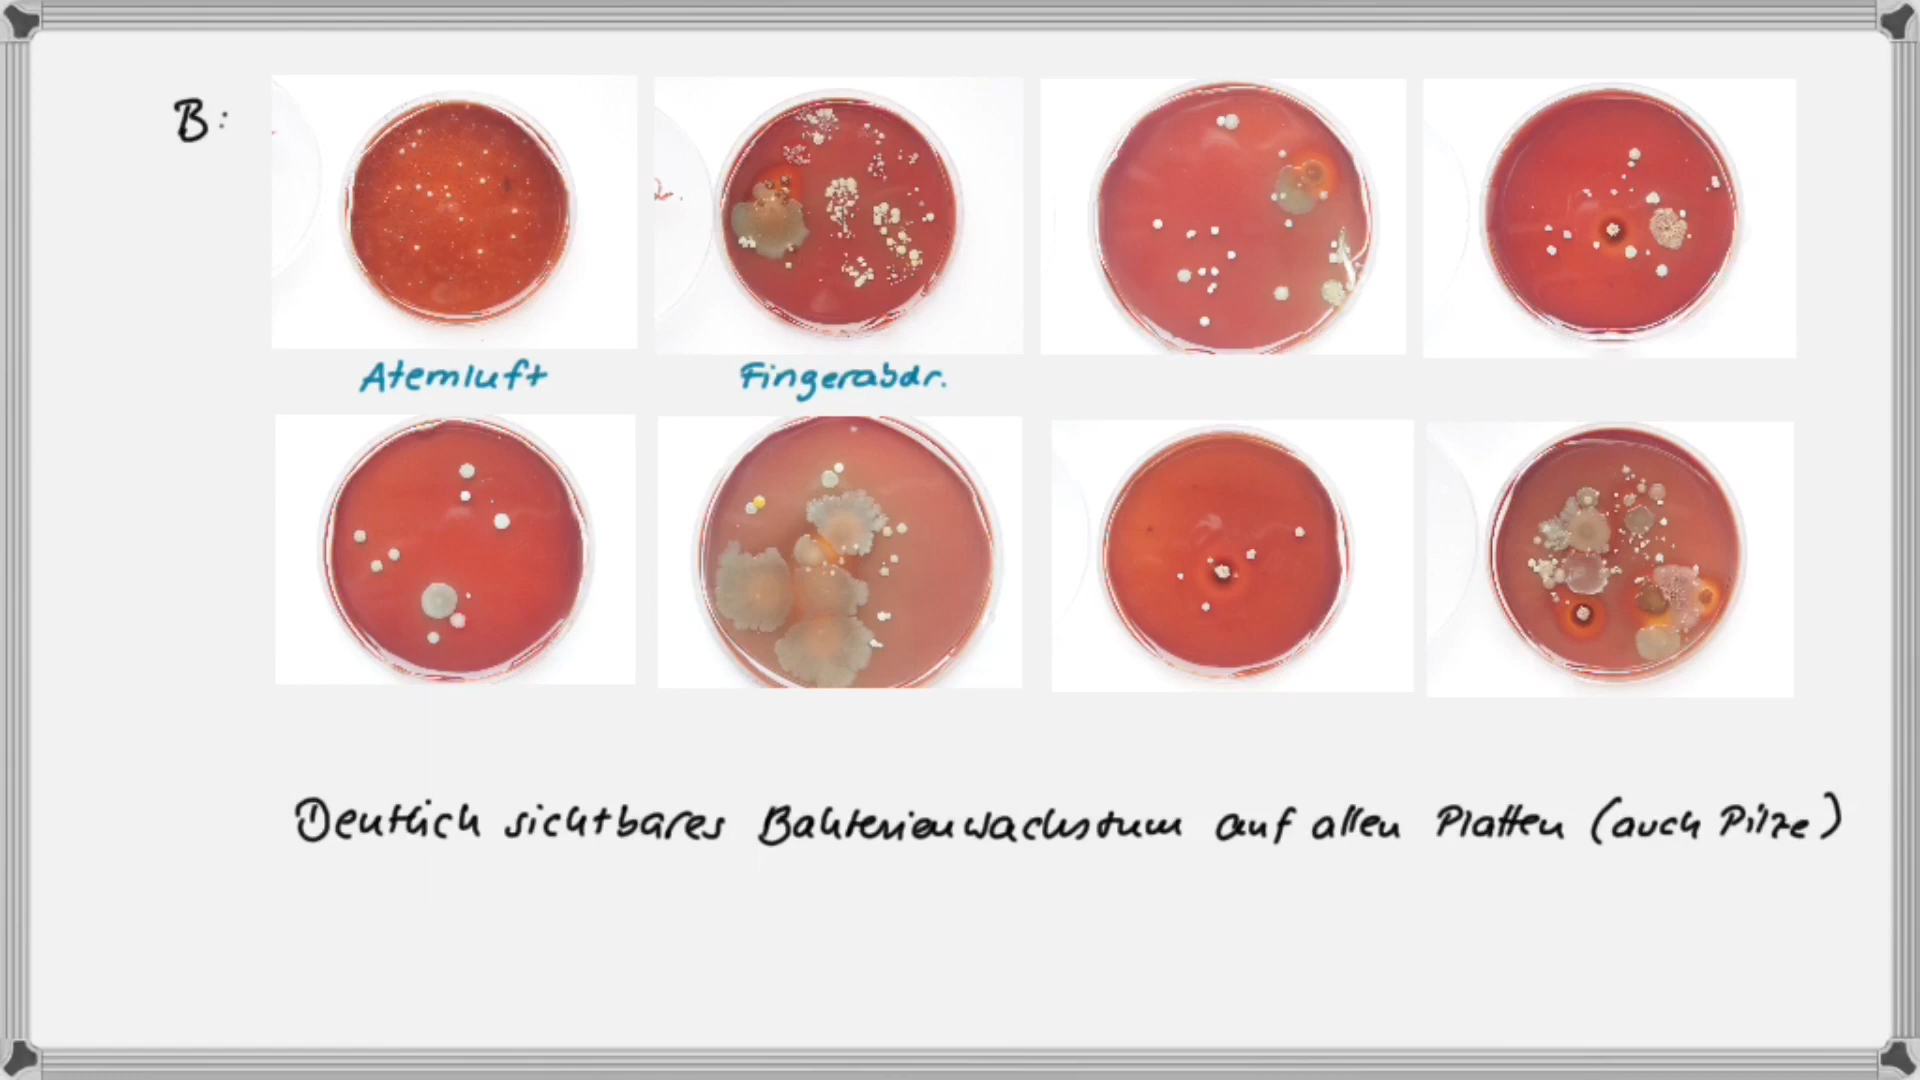 B:
Atemluft
Fingerabdr.
Deutlich sichtbares Bakterienwachstum auf allen Platten (auch Pilze)